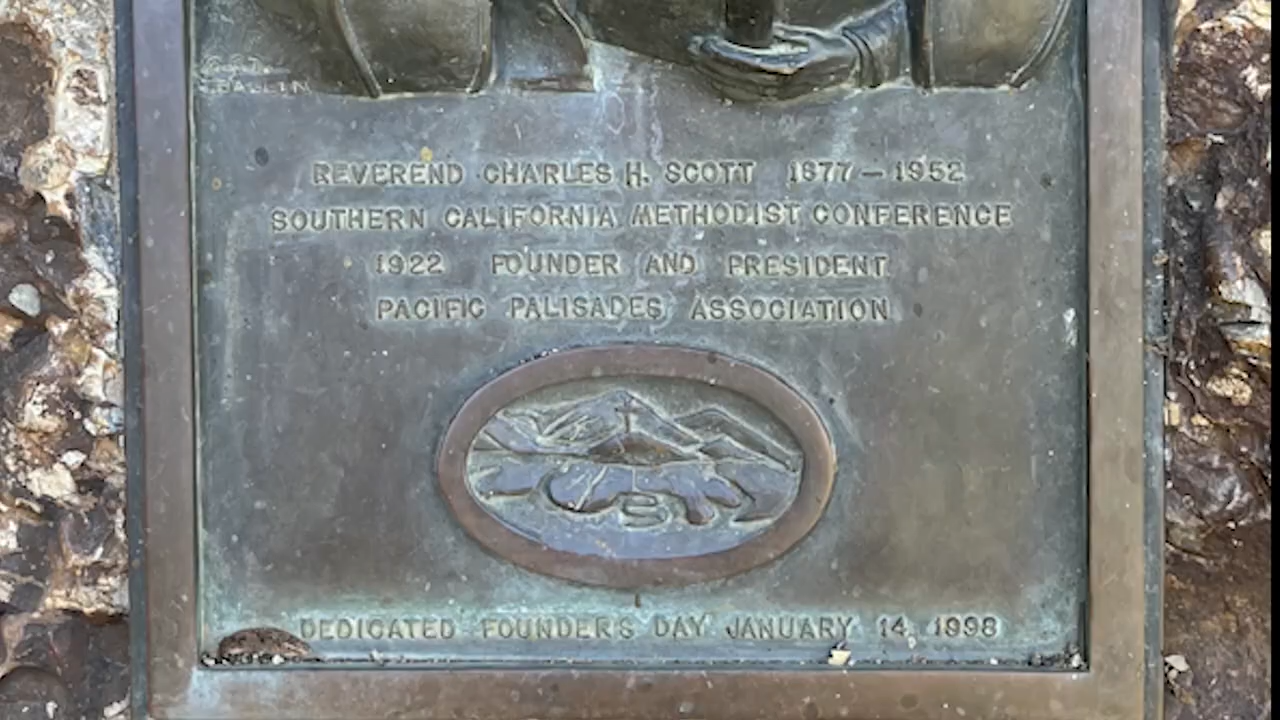 REVEREND CHARLES H. SCOTT 1877 – 1952
SOUTHERN CALIFORNIA METHODIST CONFERENCE
1922 FOUNDER AND PRESIDENT
PACIFIC PALISADES ASSOCIATION
DEDICATED FOUNDERS DAY JANUARY 14, 1998